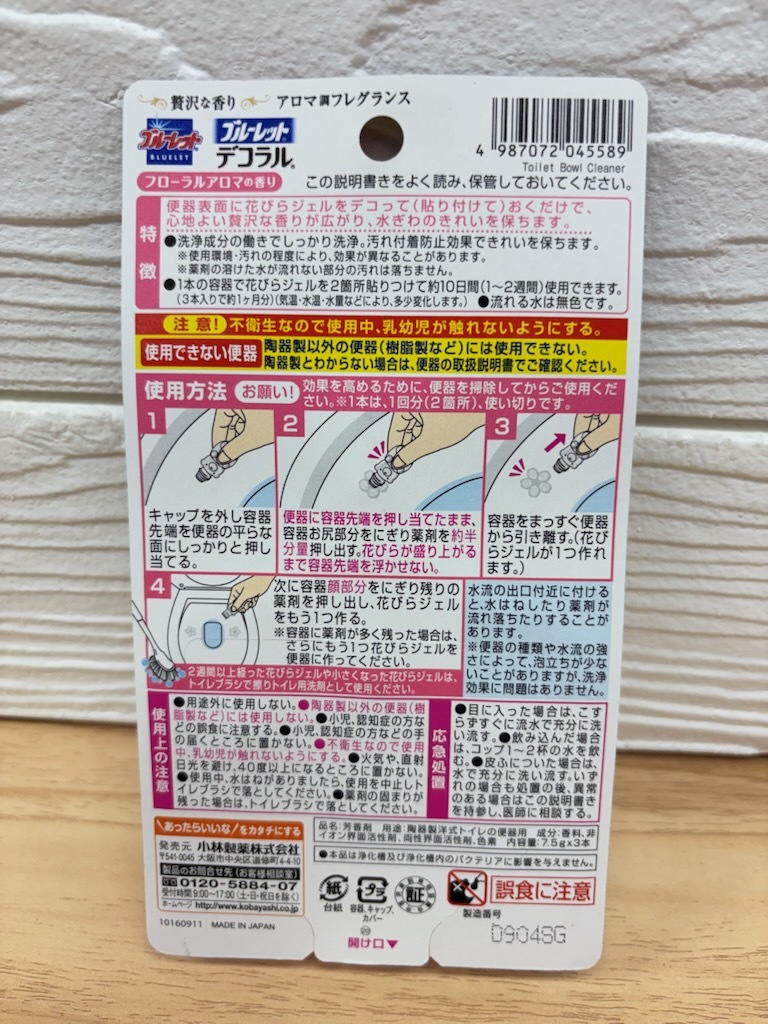 贅沢な香り アロマ調フレグランス
ブルーレット
BLUELET
ブルーレット
デコラル®
4 987072 045589
Toilet Bowl Cleaner
フローラルアロマの香り この説明書きをよく読み、保管しておいてください。
特徴
便器表面に花びらジェルをデコって(貼り付けて)おくだけで、
心地よい贅沢な香りが広がり、水ぎわのきれいを保ちます。
●洗浄成分の働きでしっかり洗浄。汚れ付着防止効果できれいを保ちます。
※使用環境・汚れの程度により、効果が異なることがあります。
※薬剤の溶けた水が流れない部分の汚れは落ちません。
●1本の容器で花びらジェルを2箇所貼りつけて約10日間(1〜2週間)使用できます。
(3本入りで約1ヶ月分)(気温・水温・水量などにより、多少変化します。) ●流れる水は無色です。
注意! 不衛生なので使用中、乳幼児が触れないようにする。
使用できない便器
陶器製以外の便器(樹脂製など)には使用できない。
陶器製とわからない場合は、便器の取扱説明書でご確認ください。
使用方法 お願い!
効果を高めるために、便器を掃除してからご使用くだ
さい。※1本は、1回分(2箇所)、使い切りです。
1
キャップを外し容器
先端を便器の平らな
面にしっかりと押し
当てる。
2
便器に容器先端を押し当てたまま、
容器お尻部分をにぎり薬剤を約半
分量押し出す。花びらが盛り上がる
まで容器先端を浮かせない。
3
容器をまっすぐ便器
から引き離す。(花び
らジェルが1つ作れ
ます。)
4
次に容器顔部分をにぎり残りの
薬剤を押し出し、花びらジェル
をもう1つ作る。
※容器に薬剤が多く残った場合は、
さらにもう1つ花びらジェルを
便器に作ってください。
2週間以上経った花びらジェルや小さくなった花びらジェルは、
トイレブラシで擦りトイレ用洗剤として使用ください。
水流の出口付近に付ける
と、水はねしたり薬剤が
流れ落ちたりすることが
あります。
※便器の種類や水流の強
さによって、泡立ちが少な
いことがありますが、洗浄
効果に問題はありません。
使用上の注意
●用途外に使用しない。●陶器製以外の便器(樹
脂製など)には使用しない。●小児、認知症の方な
どの誤食に注意する。●小児、認知症の方などの手
の届くところに置かない。●不衛生なので使用
中、乳幼児が触れないようにする。●火気や、直射
日光を避け、40度以上になるところに置かない。
●使用中、水はねがありましたら、使用を中止しト
イレブラシで落としてください。●薬剤の固まりが
残った場合は、トイレブラシで落としてください。
応急処置
●目に入った場合は、こす
らずすぐに流水で充分に洗
い流す。●飲み込んだ場合
は、コップ1〜2杯の水を飲
む。●皮ふについた場合は、
水で充分に洗い流す。いず
れの場合も処置の後、異常
のある場合はこの説明書き
を持参し、医師に相談する。
“あったらいいな”をカタチにする
発売元 小林製薬株式会社
〒541-0045 大阪市中央区道修町4-4-10
製品のお問合せ先(お客様相談室)
0120-5884-07
受付時間9:00〜17:00(土・日・祝日を除く)
ホームページ http://www.kobayashi.co.jp
10160911 MADE IN JAPAN
品名:芳香剤 用途:陶器製洋式トイレの便器用 成分:香料、非
イオン界面活性剤、両性界面活性剤、色素 内容量:7.5g×3本
●本品は浄化槽及び浄化槽内のバクテリアに影響を与えません。
紙
台紙
プラ
容器、キャップ、
カバー
証
誤食に注意
製造番号
D904SG
⑳
開け口▼